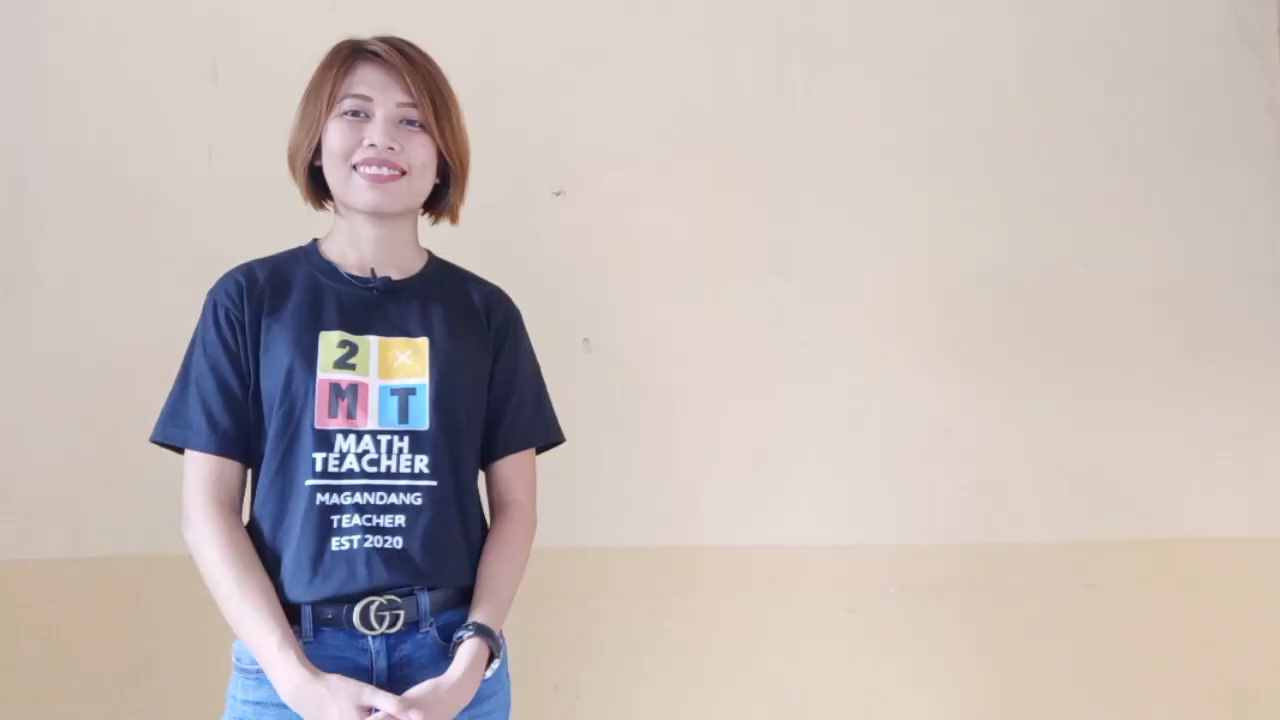 2 ×
M T
MATH
TEACHER
MAGANDANG
TEACHER
EST 2020